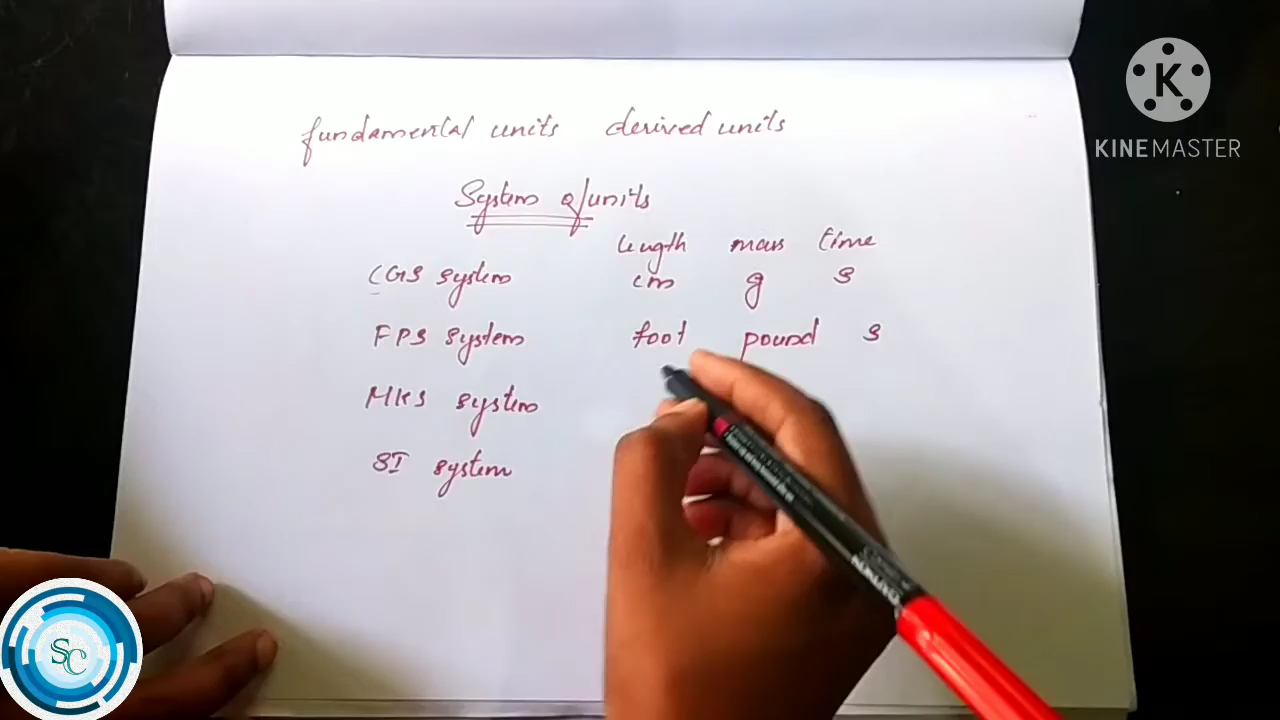 fundamental units derived units
System of units
length mass time
CGS system cm g s
FPS system foot pound s
MKS system
SI system
K
KINEMASTER
SC